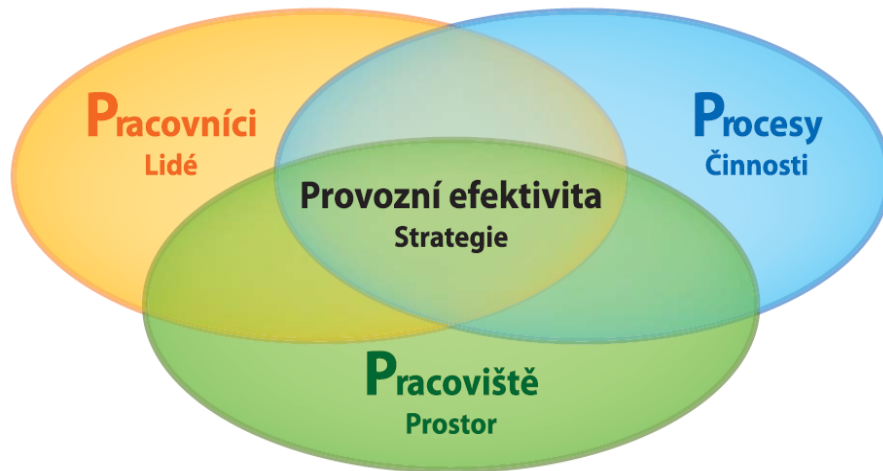 Pracovníci
Lidé
Procesy
Činnosti
Provozní efektivita
Strategie
Pracoviště
Prostor